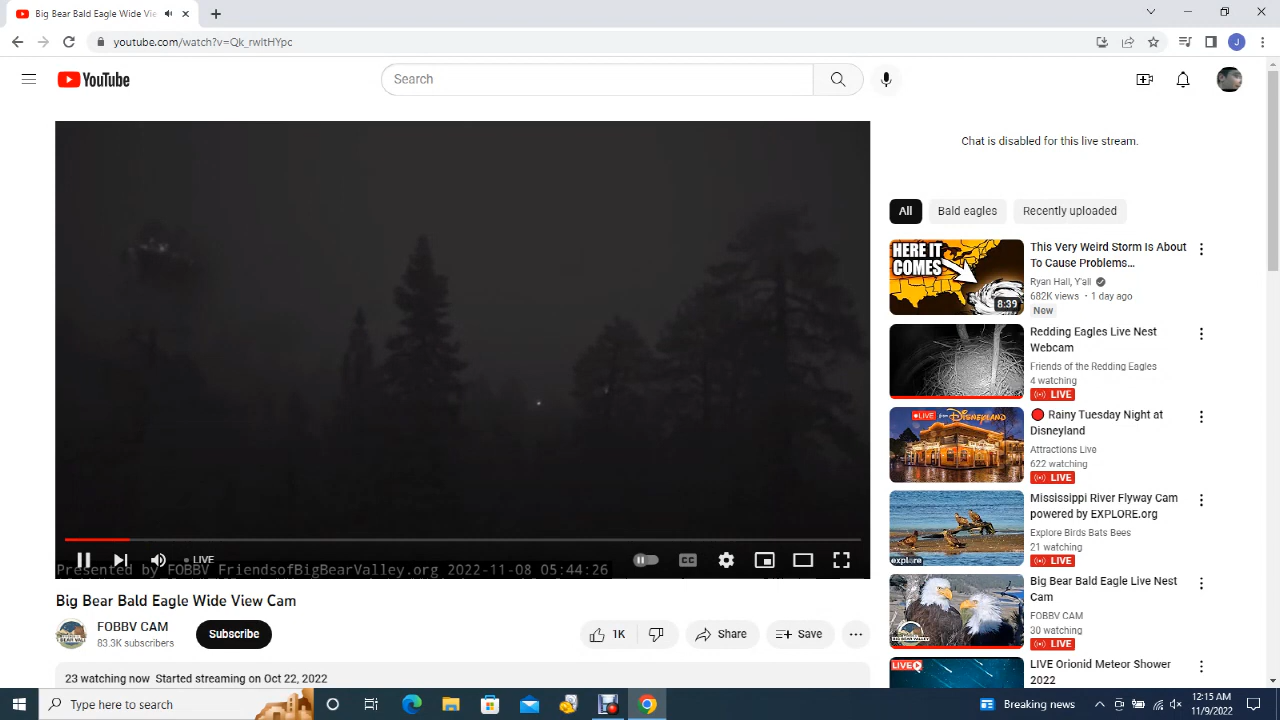 Big Bear Bald Eagle Wide Vie
youtube.com/watch?v=Qk_rwltHYpc
J
YouTube
Search
Chat is disabled for this live stream.
All
Bald eagles
Recently uploaded
HERE IT COMES
8:39
This Very Weird Storm Is About
To Cause Problems…
Ryan Hall, Y'all
682K views • 1 day ago
New
Redding Eagles Live Nest
Webcam
Friends of the Redding Eagles
4 watching
LIVE
LIVE from DISNEYLAND
Rainy Tuesday Night at
Disneyland
Attractions Live
622 watching
LIVE
explore
Mississippi River Flyway Cam
powered by EXPLORE.org
Explore Birds Bats Bees
21 watching
LIVE
Big Bear Bald Eagle Live Nest
Cam
FOBBV CAM
30 watching
LIVE
LIVE
LIVE Orionid Meteor Shower
2022
LIVE
CC
Presented by FOBBV FriendsofBigBearValley.org 2022-11-08 05:44:26
Big Bear Bald Eagle Wide View Cam
FOBBV CAM
83.3K subscribers
Subscribe
1K
Share
Save
23 watching now Started streaming on Oct 22, 2022
Type here to search
Breaking news
12:15 AM
11/9/2022